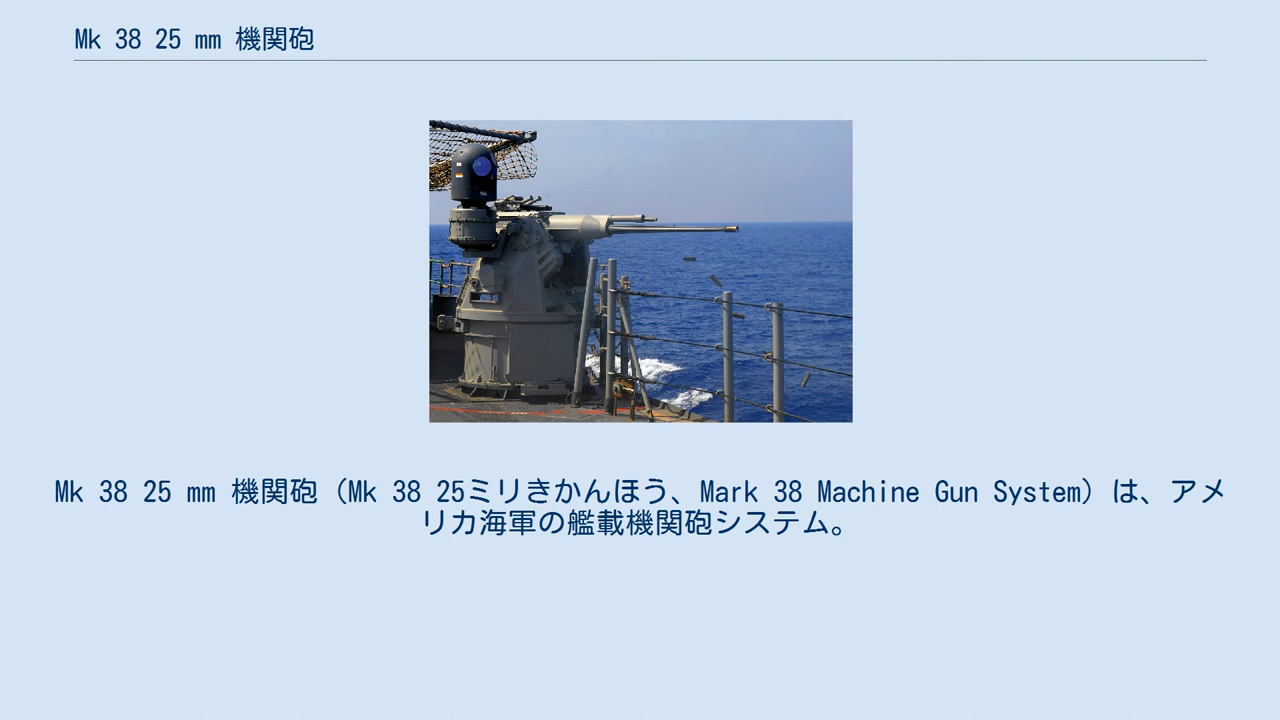 Mk 38 25 mm 機関砲
Mk 38 25 mm 機関砲（Mk 38 25ミリきかんほう、Mark 38 Machine Gun System）は、アメ
リカ海軍の艦載機関砲システム。